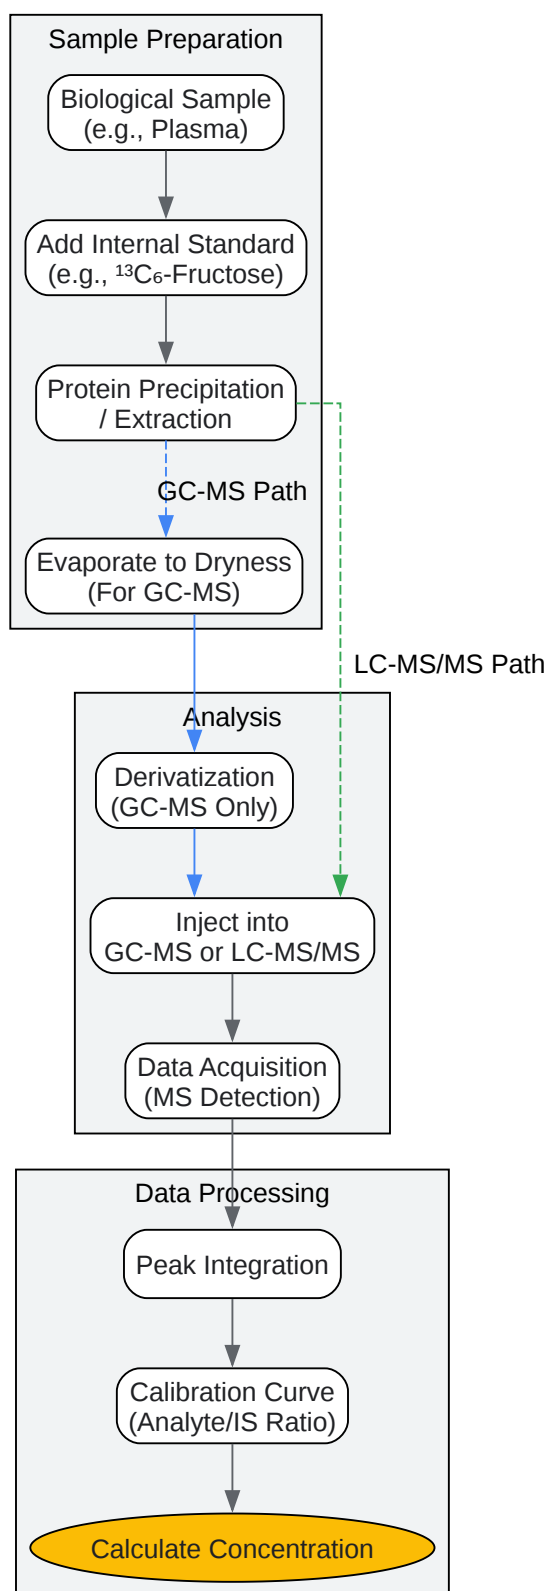 Sample Preparation
Biological Sample
(e.g., Plasma)
Add Internal Standard
(e.g., ¹³C₆-Fructose)
Protein Precipitation
/ Extraction
GC-MS Path
Evaporate to Dryness
(For GC-MS)
LC-MS/MS Path
Analysis
Derivatization
(GC-MS Only)
Inject into
GC-MS or LC-MS/MS
Data Acquisition
(MS Detection)
Data Processing
Peak Integration
Calibration Curve
(Analyte/IS Ratio)
Calculate Concentration